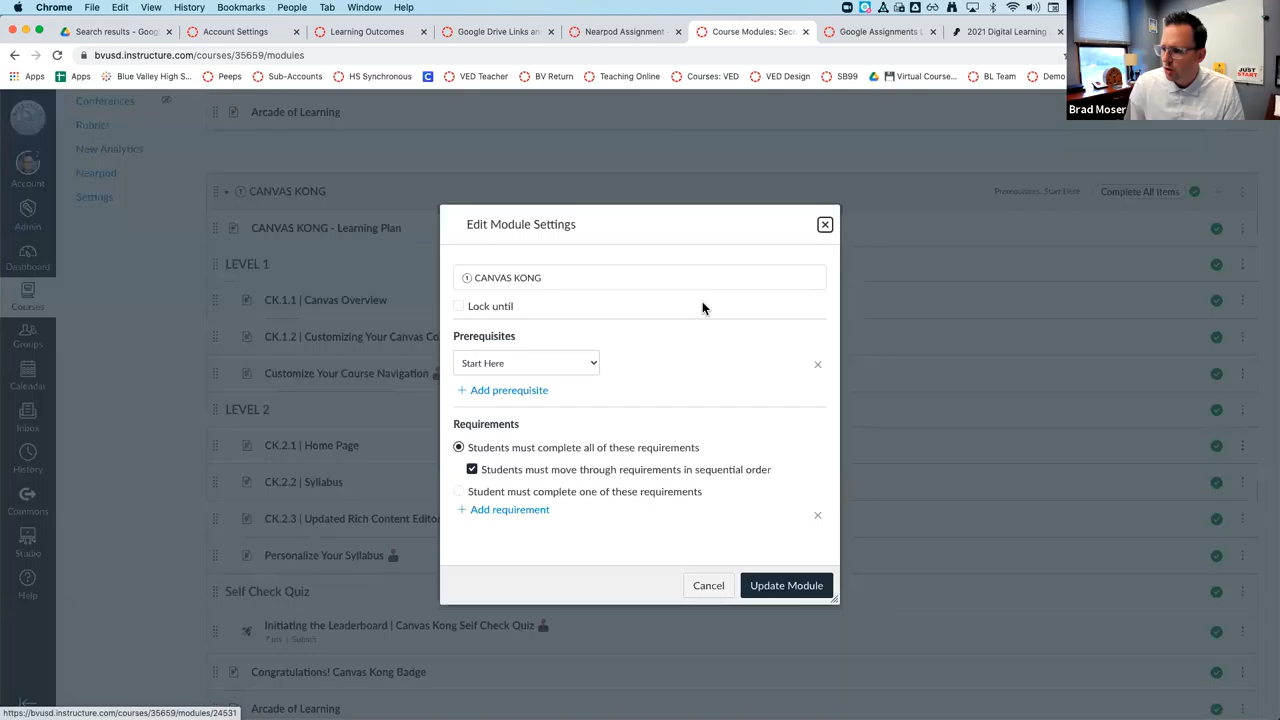 Chrome File Edit View History Bookmarks People Tab Window Help
Search results - Goog
Account Settings
Learning Outcomes
Google Drive Links an
Nearpod Assignment
Course Modules: Seco
Google Assignments L
2021 Digital Learning
bvusd.instructure.com/courses/35659/modules
Apps
Apps
Blue Valley High S...
Peeps
Sub-Accounts
HS Synchronous
VED Teacher
BV Return
Teaching Online
Courses: VED
VED Design
SB99
Virtual Course...
BL Team
Demo
JUST START
Brad Moser
Conferences
Rubrics
New Analytics
Nearpod
Settings
Account
Admin
Dashboard
Courses
Groups
Calendar
Inbox
History
Commons
Studio
Help
Arcade of Learning
① CANVAS KONG
Prerequisites: Start Here
Complete All Items
CANVAS KONG - Learning Plan
LEVEL 1
CK.1.1 | Canvas Overview
CK.1.2 | Customizing Your Canvas Co
Customize Your Course Navigation
LEVEL 2
CK.2.1 | Home Page
CK.2.2 | Syllabus
CK.2.3 | Updated Rich Content Edito
Personalize Your Syllabus
Self Check Quiz
Initiating the Leaderboard | Canvas Kong Self Check Quiz
7 pts | Submit
Congratulations! Canvas Kong Badge
Arcade of Learning
Edit Module Settings
① CANVAS KONG
Lock until
Prerequisites
Start Here
+ Add prerequisite
Requirements
Students must complete all of these requirements
Students must move through requirements in sequential order
Student must complete one of these requirements
+ Add requirement
Cancel
Update Module
https://bvusd.instructure.com/courses/35659/modules/24531